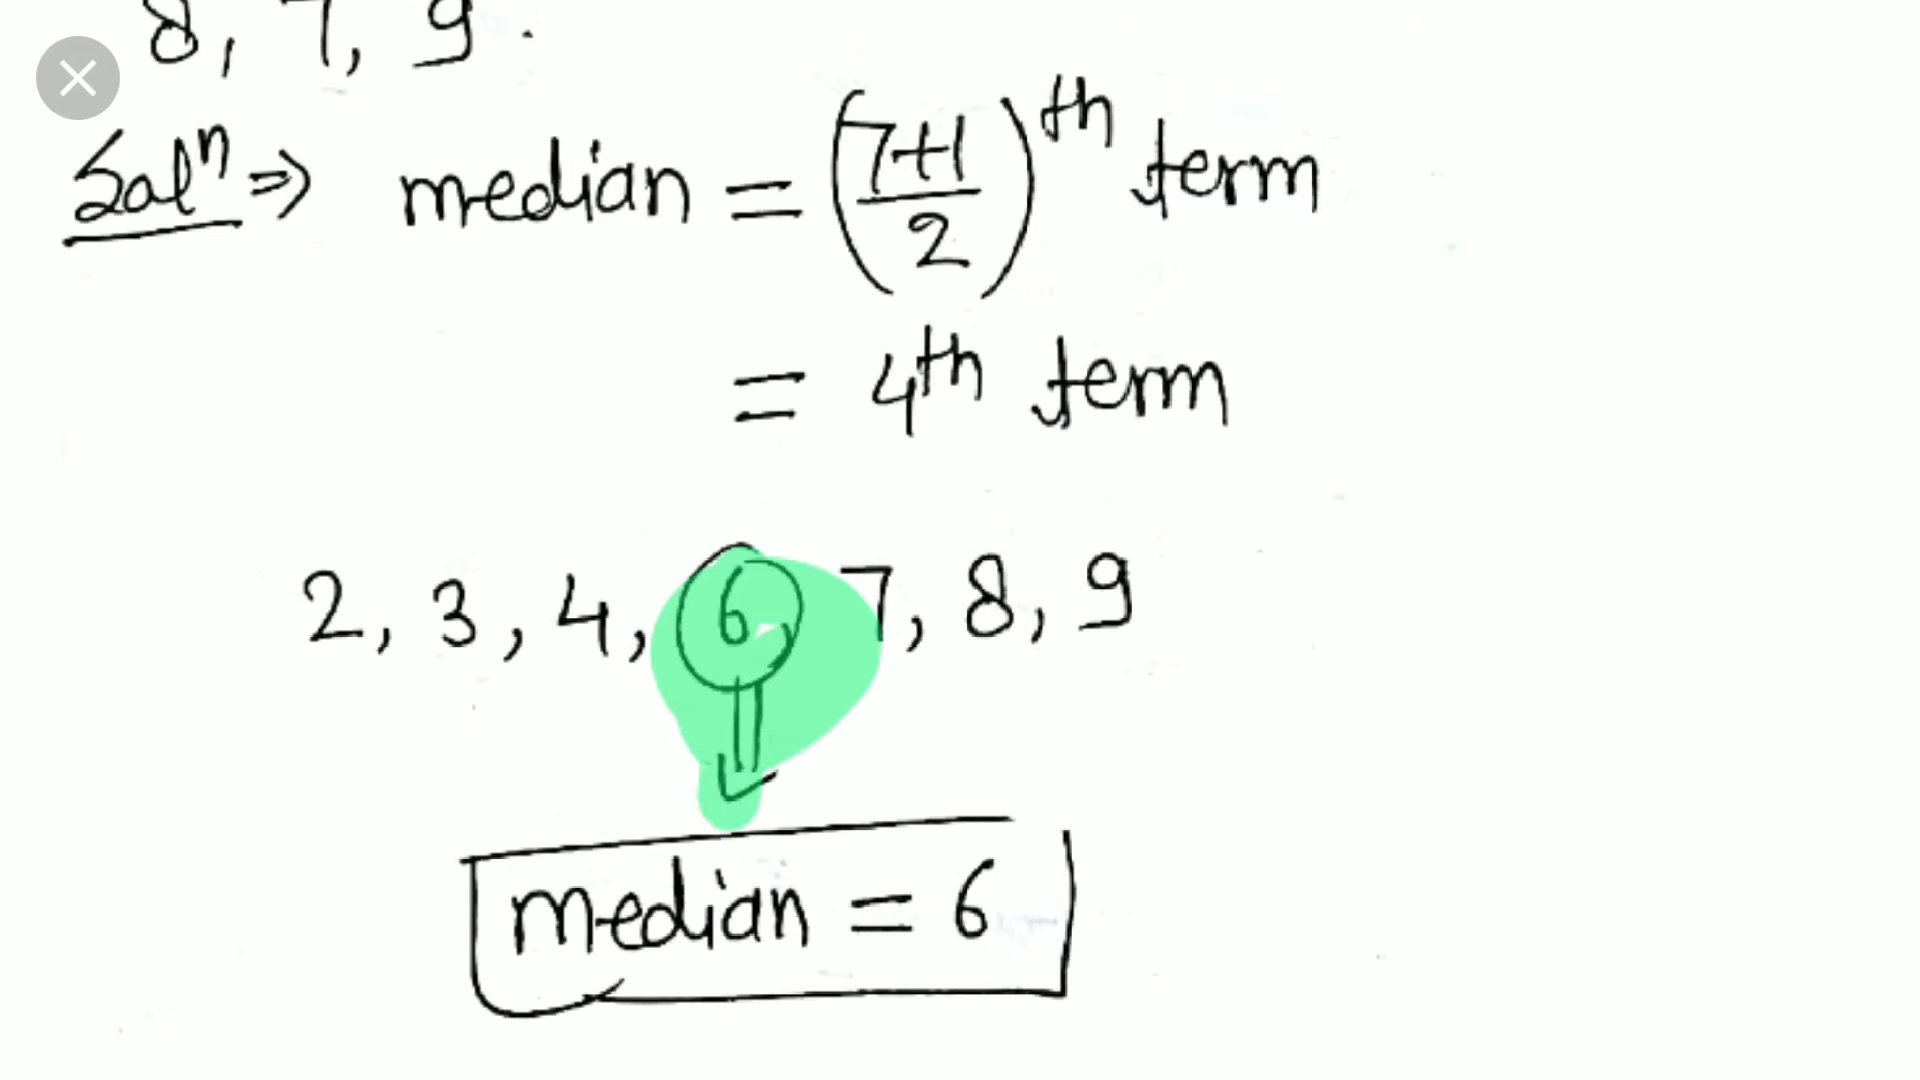 8, 7, 9.
Solⁿ ⇒ median = (7+1/2)ᵗʰ term
= 4ᵗʰ term
2, 3, 4, 6, 7, 8, 9
median = 6